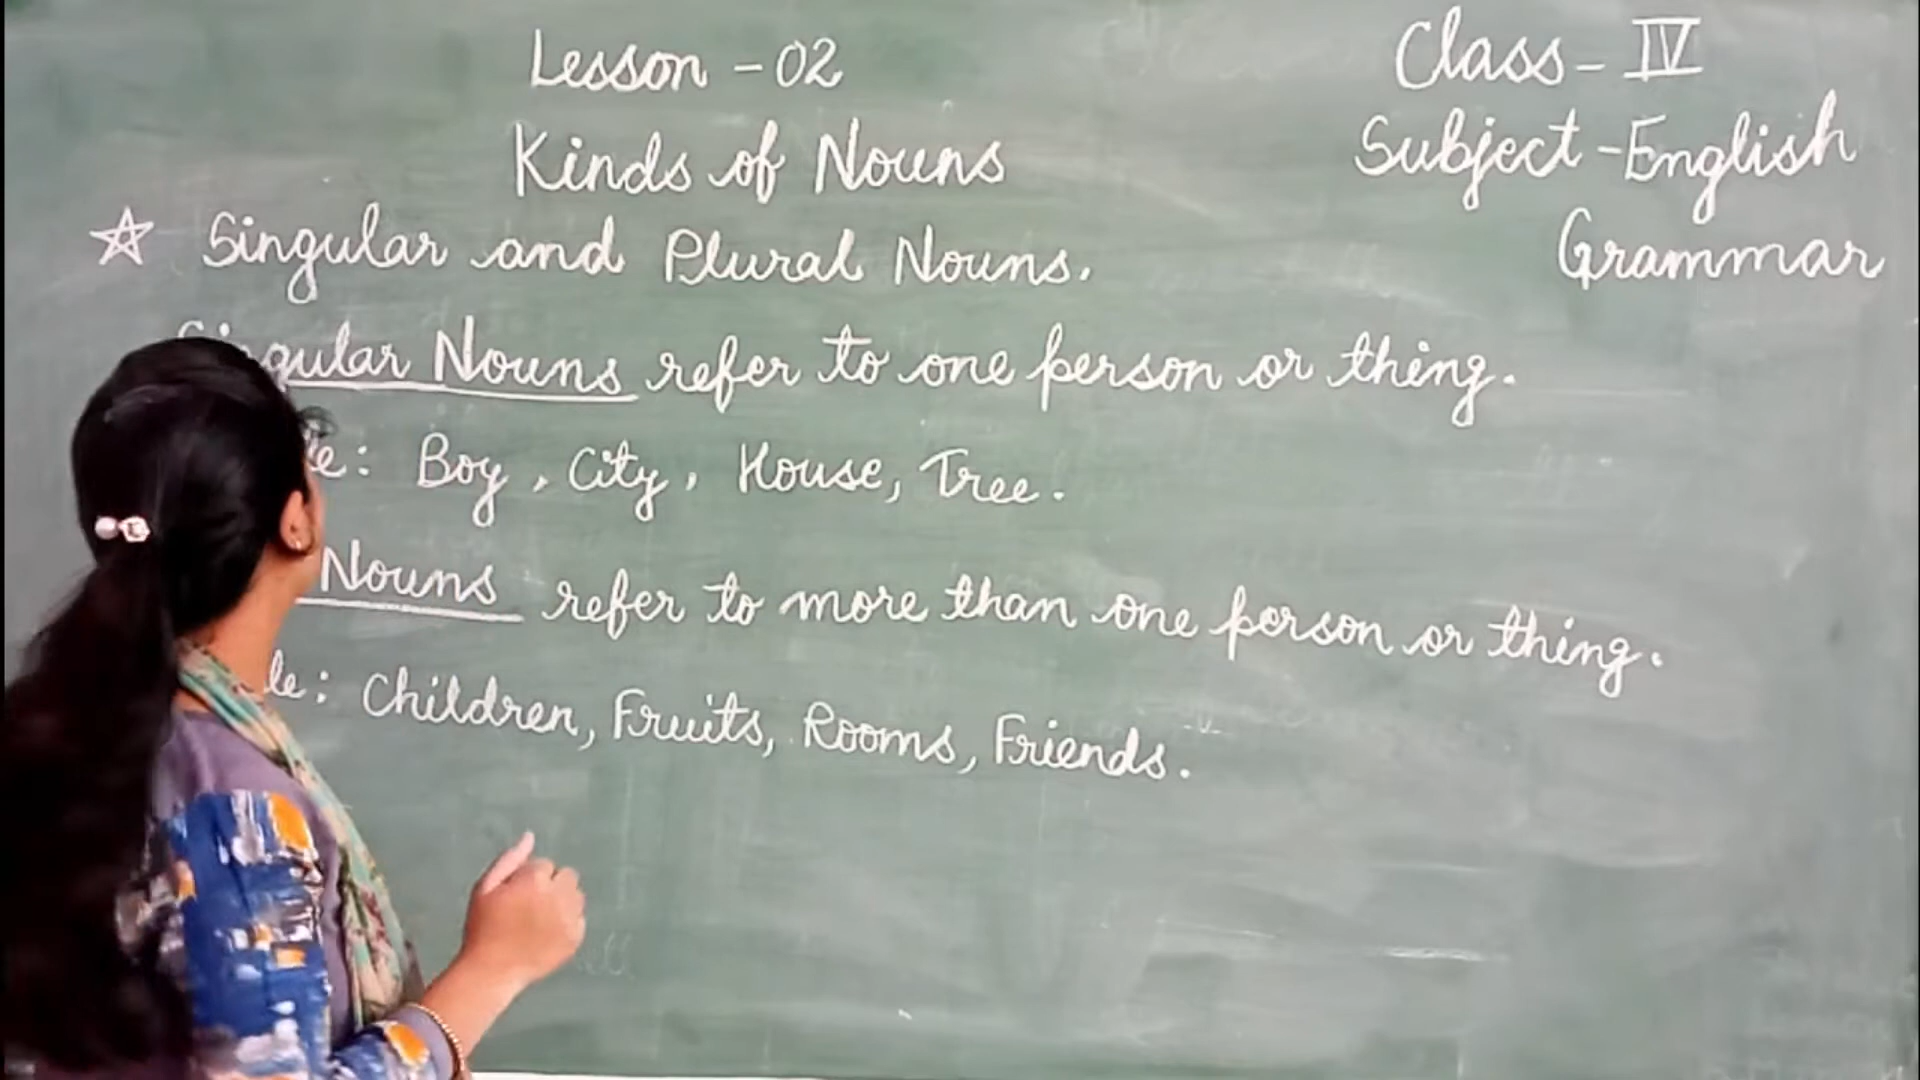 Lesson - 02
Class - IV
Kinds of Nouns
Subject - English
Grammar
☆ Singular and Plural Nouns.
Singular Nouns refer to one person or thing.
: Boy, City, House, Tree.
Nouns refer to more than one person or thing.
: Children, Fruits, Rooms, Friends.